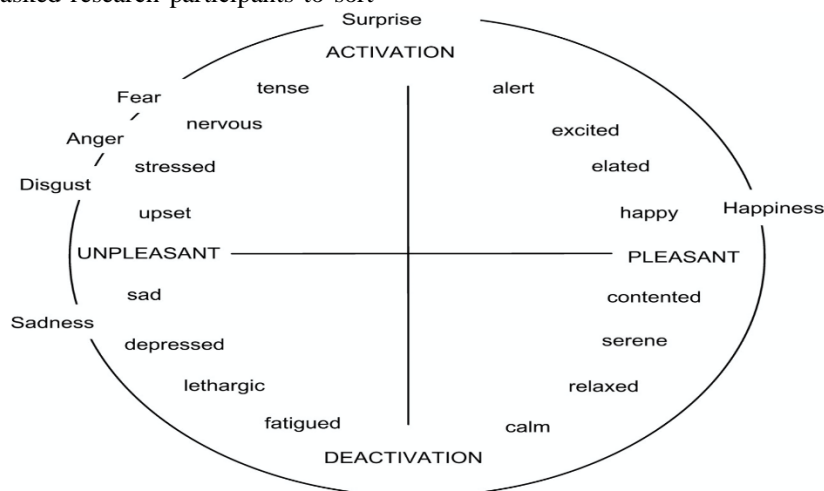 asked research participants to sort
Surprise
ACTIVATION
tense alert
Fear
nervous excited
Anger
stressed elated
Disgust
upset happy Happiness
UNPLEASANT PLEASANT
sad contented
Sadness
depressed serene
lethargic relaxed
fatigued calm
DEACTIVATION